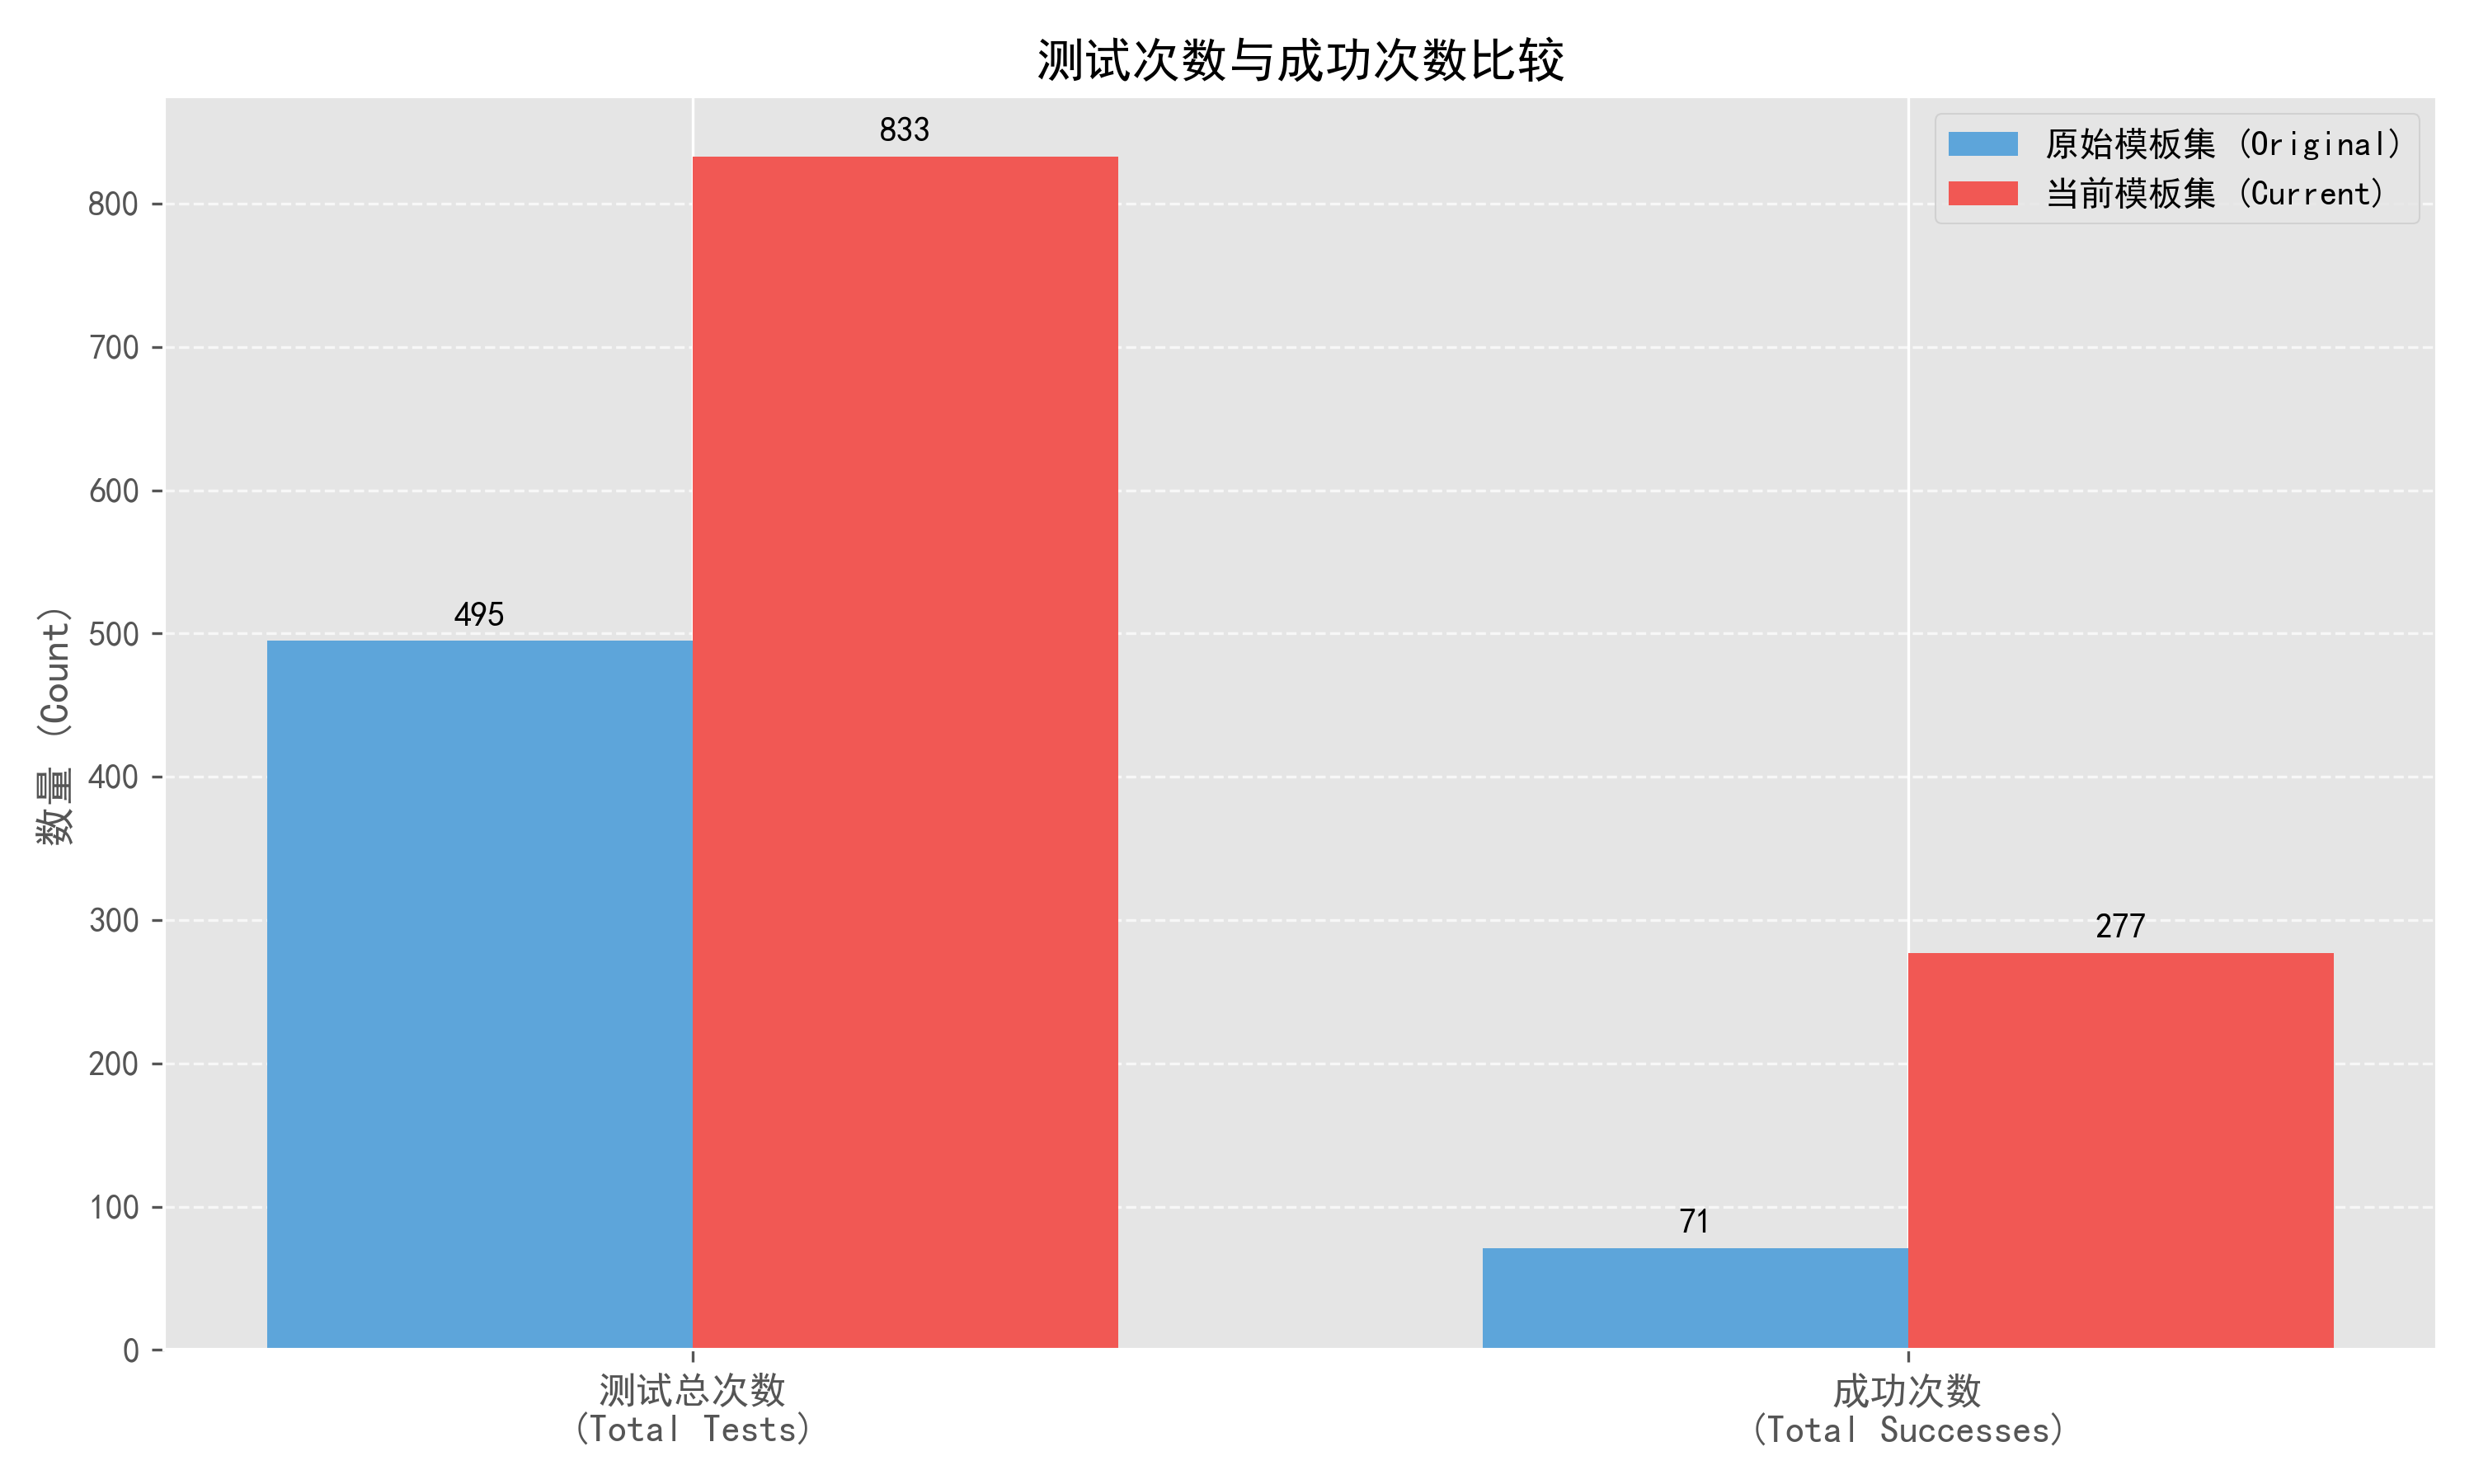 测试次数与成功次数比较
原始模板集 (Original)
当前模板集 (Current)
数量 (Count)
800
700
600
500
400
300
200
100
0
495
833
71
277
测试总次数
(Total Tests)
成功次数
(Total Successes)